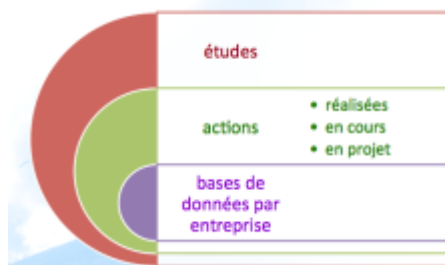 études
actions
• réalisées
• en cours
• en projet
bases de
données par
entreprise